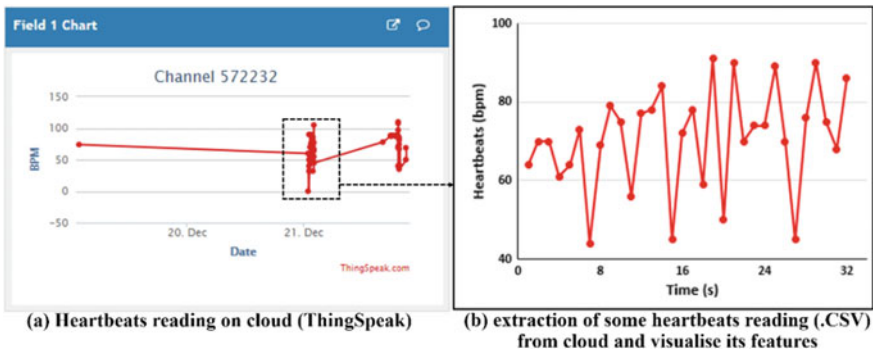 Field 1 Chart
Channel 572232
150
100
50
0
−50
BPM
20. Dec
21. Dec
Date
ThingSpeak.com
(a) Heartbeats reading on cloud (ThingSpeak)
100
80
60
40
Heartbeats (bpm)
0
8
16
24
32
Time (s)
(b) extraction of some heartbeats reading (.CSV)
from cloud and visualise its features